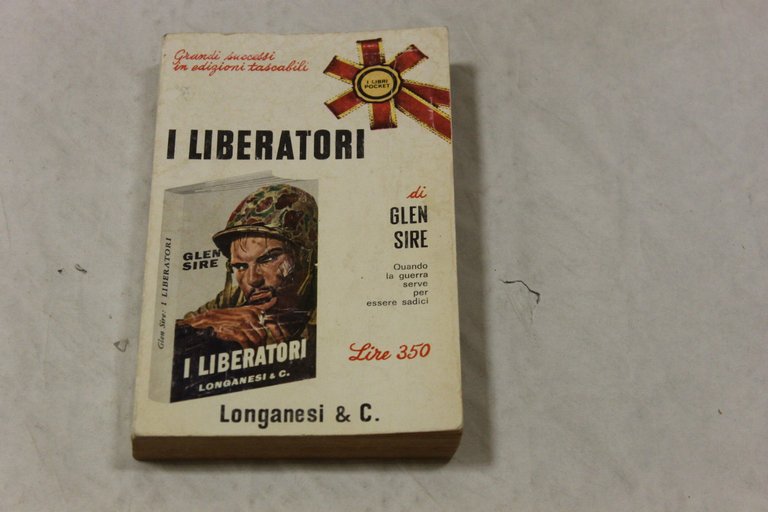 Grandi successi
in edizioni tascabili
I LIBRI
POCKET
I LIBERATORI
di
GLEN
SIRE
Quando
la guerra
serve
per
essere sadici
Lire 350
Glen Sire: I LIBERATORI
GLEN
SIRE
I LIBERATORI
LONGANESI & C.
Longanesi & C.